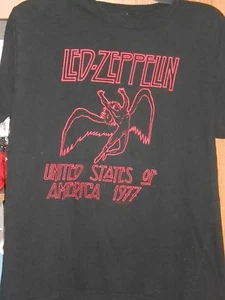 LED-ZEPPELIN
UNITED STATES OF
AMERICA 1977